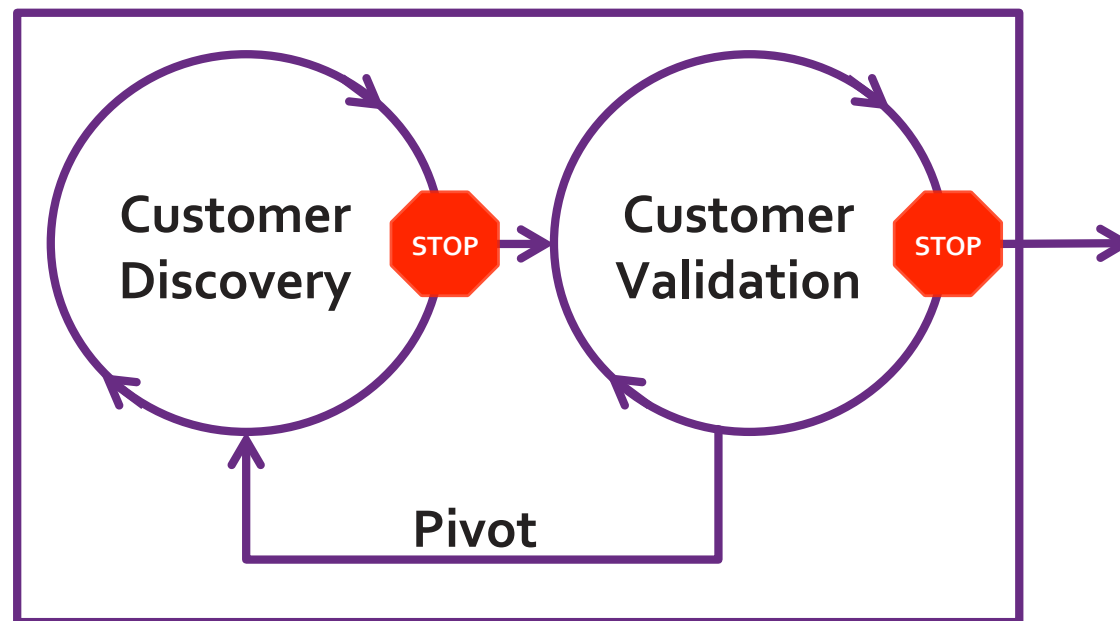 Customer
Discovery
STOP
Customer
Validation
STOP
Pivot